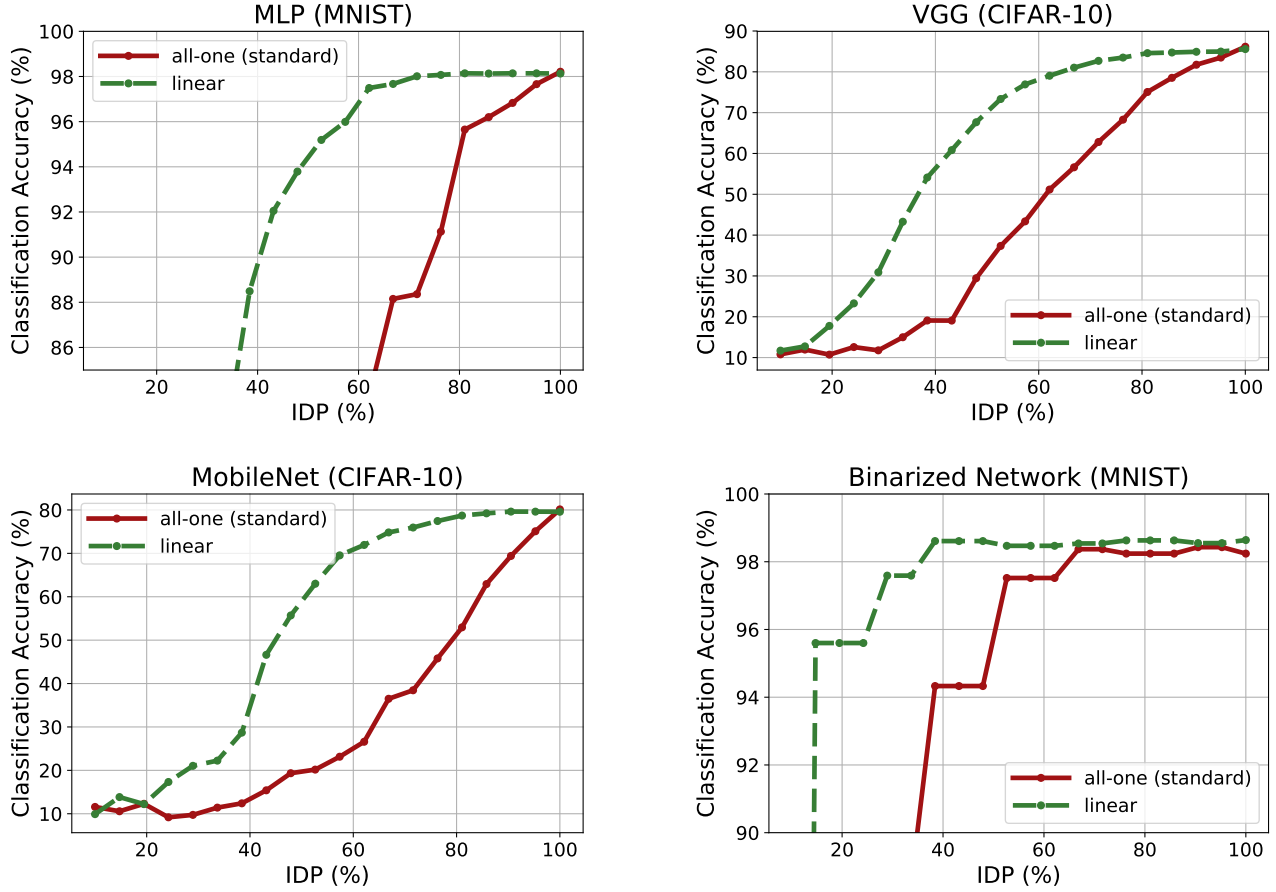 MLP (MNIST)
Classification Accuracy (%)
100
98
96
94
92
90
88
86
all-one (standard)
linear
20 40 60 80 100
IDP (%)
VGG (CIFAR-10)
Classification Accuracy (%)
90
80
70
60
50
40
30
20
10
all-one (standard)
linear
20 40 60 80 100
IDP (%)
MobileNet (CIFAR-10)
Classification Accuracy (%)
80
70
60
50
40
30
20
10
all-one (standard)
linear
20 40 60 80 100
IDP (%)
Binarized Network (MNIST)
Classification Accuracy (%)
100
98
96
94
92
90
all-one (standard)
linear
20 40 60 80 100
IDP (%)